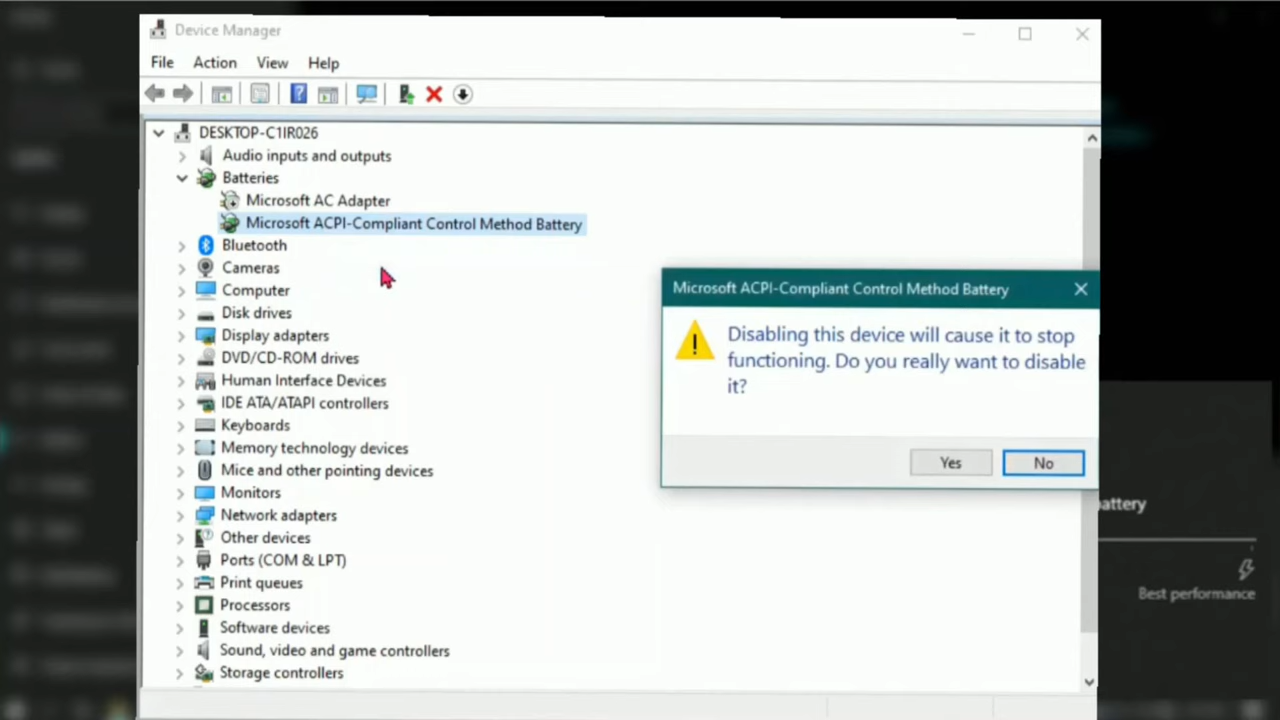 Device Manager
File Action View Help
DESKTOP-C1IR026
Audio inputs and outputs
Batteries
Microsoft AC Adapter
Microsoft ACPI-Compliant Control Method Battery
Bluetooth
Cameras
Computer
Disk drives
Display adapters
DVD/CD-ROM drives
Human Interface Devices
IDE ATA/ATAPI controllers
Keyboards
Memory technology devices
Mice and other pointing devices
Monitors
Network adapters
Other devices
Ports (COM & LPT)
Print queues
Processors
Software devices
Sound, video and game controllers
Storage controllers
Microsoft ACPI-Compliant Control Method Battery
Disabling this device will cause it to stop
functioning. Do you really want to disable
it?
Yes No
battery
Best performance